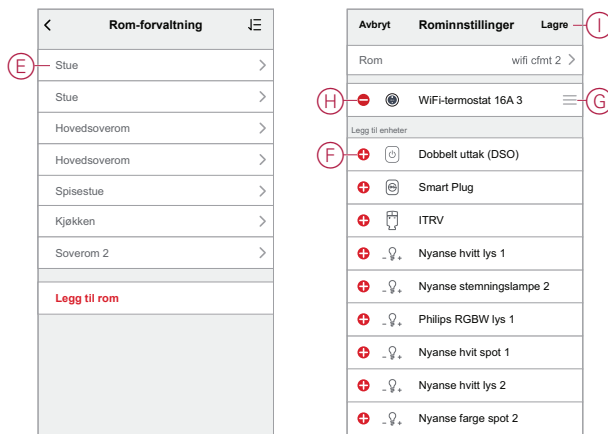 Rom-forvaltning
E
Stue
Stue
Hovedsoverom
Hovedsoverom
Spisestue
Kjøkken
Soverom 2
Legg til rom
Avbryt Rominnstillinger Lagre I
Rom wifi cfmt 2
H WiFi-termostat 16A 3 G
Legg til enheter
F Dobbelt uttak (DSO)
Smart Plug
ITRV
Nyanse hvitt lys 1
Nyanse stemningslampe 2
Philips RGBW lys 1
Nyanse hvit spot 1
Nyanse hvitt lys 2
Nyanse farge spot 2